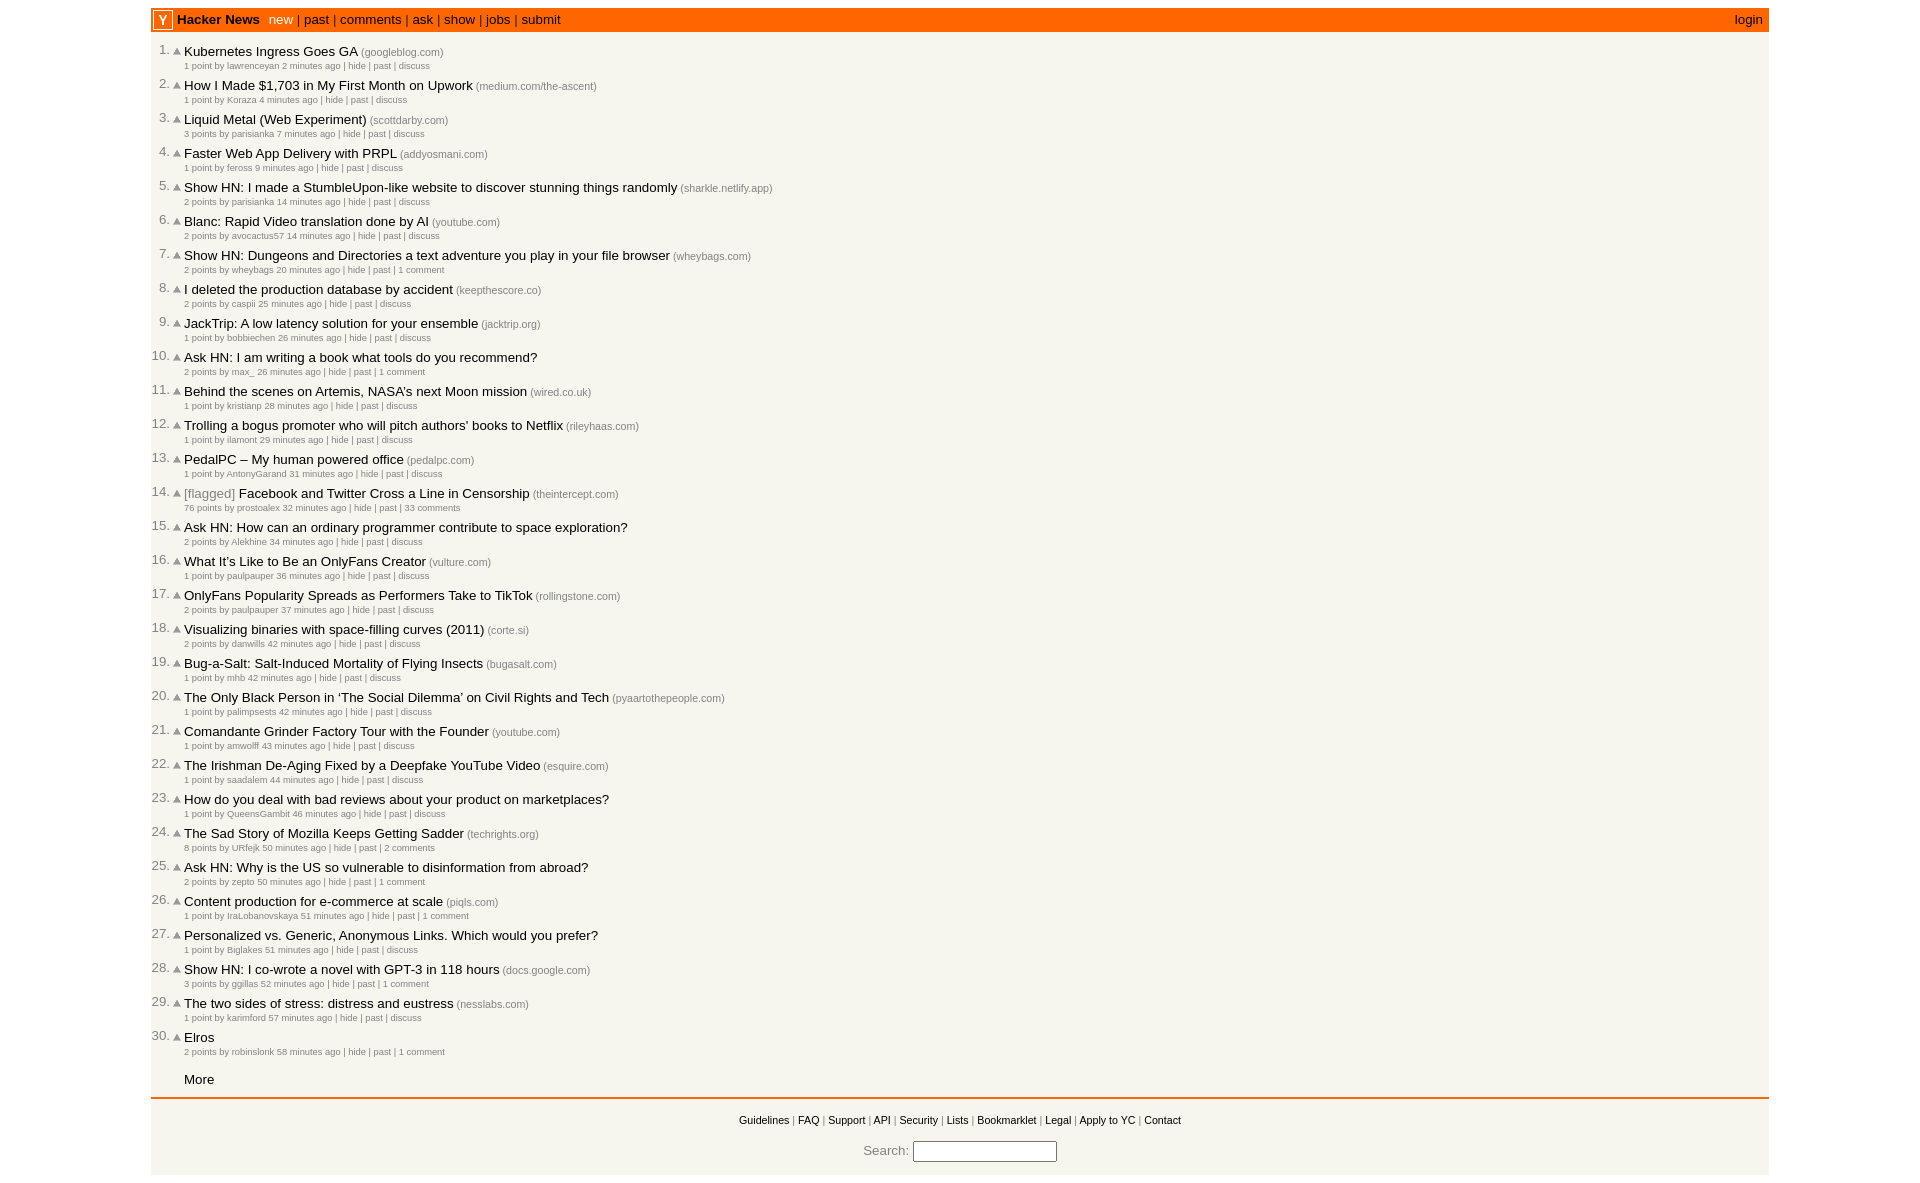 Y Hacker News new | past | comments | ask | show | jobs | submit login
1. Kubernetes Ingress Goes GA (googleblog.com)
1 point by lawrenceyan 2 minutes ago | hide | past | discuss
2. How I Made $1,703 in My First Month on Upwork (medium.com/the-ascent)
1 point by Koraza 4 minutes ago | hide | past | discuss
3. Liquid Metal (Web Experiment) (scottdarby.com)
3 points by parisianka 7 minutes ago | hide | past | discuss
4. Faster Web App Delivery with PRPL (addyosmani.com)
1 point by feross 9 minutes ago | hide | past | discuss
5. Show HN: I made a StumbleUpon-like website to discover stunning things randomly (sharkle.netlify.app)
2 points by parisianka 14 minutes ago | hide | past | discuss
6. Blanc: Rapid Video translation done by AI (youtube.com)
2 points by avocactus57 14 minutes ago | hide | past | discuss
7. Show HN: Dungeons and Directories a text adventure you play in your file browser (wheybags.com)
2 points by wheybags 20 minutes ago | hide | past | 1 comment
8. I deleted the production database by accident (keepthescore.co)
2 points by caspii 25 minutes ago | hide | past | discuss
9. JackTrip: A low latency solution for your ensemble (jacktrip.org)
1 point by bobbiechen 26 minutes ago | hide | past | discuss
10. Ask HN: I am writing a book what tools do you recommend?
2 points by max_ 26 minutes ago | hide | past | 1 comment
11. Behind the scenes on Artemis, NASA’s next Moon mission (wired.co.uk)
1 point by kristianp 28 minutes ago | hide | past | discuss
12. Trolling a bogus promoter who will pitch authors' books to Netflix (rileyhaas.com)
1 point by ilamont 29 minutes ago | hide | past | discuss
13. PedalPC – My human powered office (pedalpc.com)
1 point by AntonyGarand 31 minutes ago | hide | past | discuss
14. [flagged] Facebook and Twitter Cross a Line in Censorship (theintercept.com)
76 points by prostoalex 32 minutes ago | hide | past | 33 comments
15. Ask HN: How can an ordinary programmer contribute to space exploration?
2 points by Alekhine 34 minutes ago | hide | past | discuss
16. What It’s Like to Be an OnlyFans Creator (vulture.com)
1 point by paulpauper 36 minutes ago | hide | past | discuss
17. OnlyFans Popularity Spreads as Performers Take to TikTok (rollingstone.com)
2 points by paulpauper 37 minutes ago | hide | past | discuss
18. Visualizing binaries with space-filling curves (2011) (corte.si)
2 points by danwills 42 minutes ago | hide | past | discuss
19. Bug-a-Salt: Salt-Induced Mortality of Flying Insects (bugasalt.com)
1 point by mhb 42 minutes ago | hide | past | discuss
20. The Only Black Person in ‘The Social Dilemma’ on Civil Rights and Tech (pyaartothepeople.com)
1 point by palimpsests 42 minutes ago | hide | past | discuss
21. Comandante Grinder Factory Tour with the Founder (youtube.com)
1 point by amwolff 43 minutes ago | hide | past | discuss
22. The Irishman De-Aging Fixed by a Deepfake YouTube Video (esquire.com)
1 point by saadalem 44 minutes ago | hide | past | discuss
23. How do you deal with bad reviews about your product on marketplaces?
1 point by QueensGambit 46 minutes ago | hide | past | discuss
24. The Sad Story of Mozilla Keeps Getting Sadder (techrights.org)
8 points by URfejk 50 minutes ago | hide | past | 2 comments
25. Ask HN: Why is the US so vulnerable to disinformation from abroad?
2 points by zepto 50 minutes ago | hide | past | 1 comment
26. Content production for e-commerce at scale (piqls.com)
1 point by IraLobanovskaya 51 minutes ago | hide | past | 1 comment
27. Personalized vs. Generic, Anonymous Links. Which would you prefer?
1 point by Biglakes 51 minutes ago | hide | past | discuss
28. Show HN: I co-wrote a novel with GPT-3 in 118 hours (docs.google.com)
3 points by ggillas 52 minutes ago | hide | past | 1 comment
29. The two sides of stress: distress and eustress (nesslabs.com)
1 point by karimford 57 minutes ago | hide | past | discuss
30. Elros
2 points by robinslonk 58 minutes ago | hide | past | 1 comment
More
Guidelines | FAQ | Support | API | Security | Lists | Bookmarklet | Legal | Apply to YC | Contact
Search: